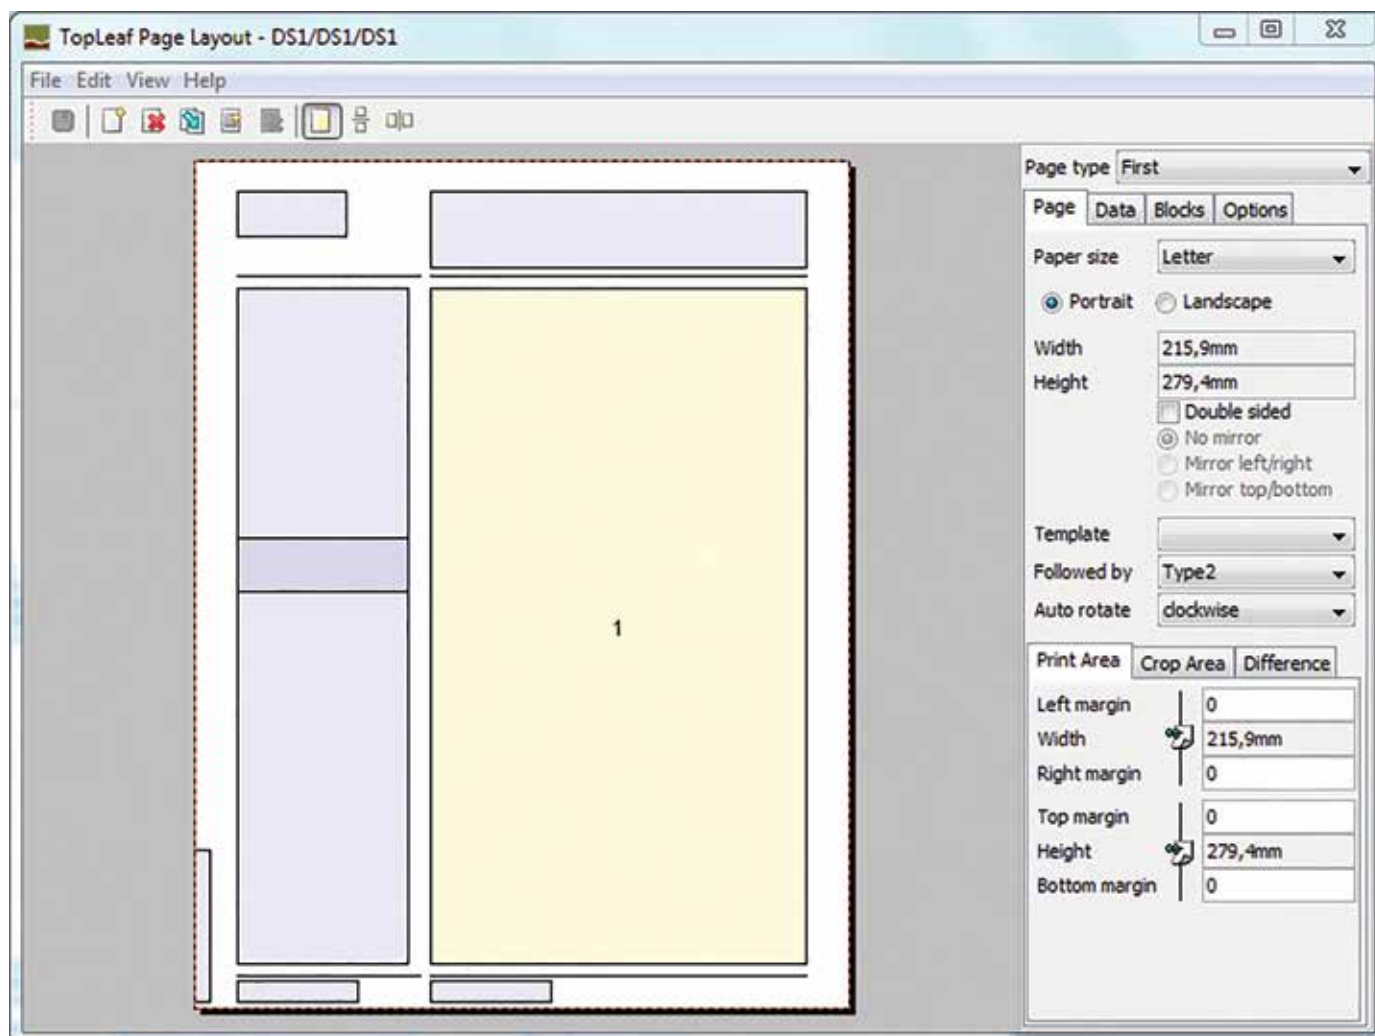 TopLeaf Page Layout - DS1/DS1/DS1
File Edit View Help
Page type First
Page Data Blocks Options
Paper size Letter
Portrait Landscape
Width 215,9mm
Height 279,4mm
Double sided
No mirror
Mirror left/right
Mirror top/bottom
Template
Followed by Type2
Auto rotate clockwise
1
Print Area Crop Area Difference
Left margin 0
Width 215,9mm
Right margin 0
Top margin 0
Height 279,4mm
Bottom margin 0